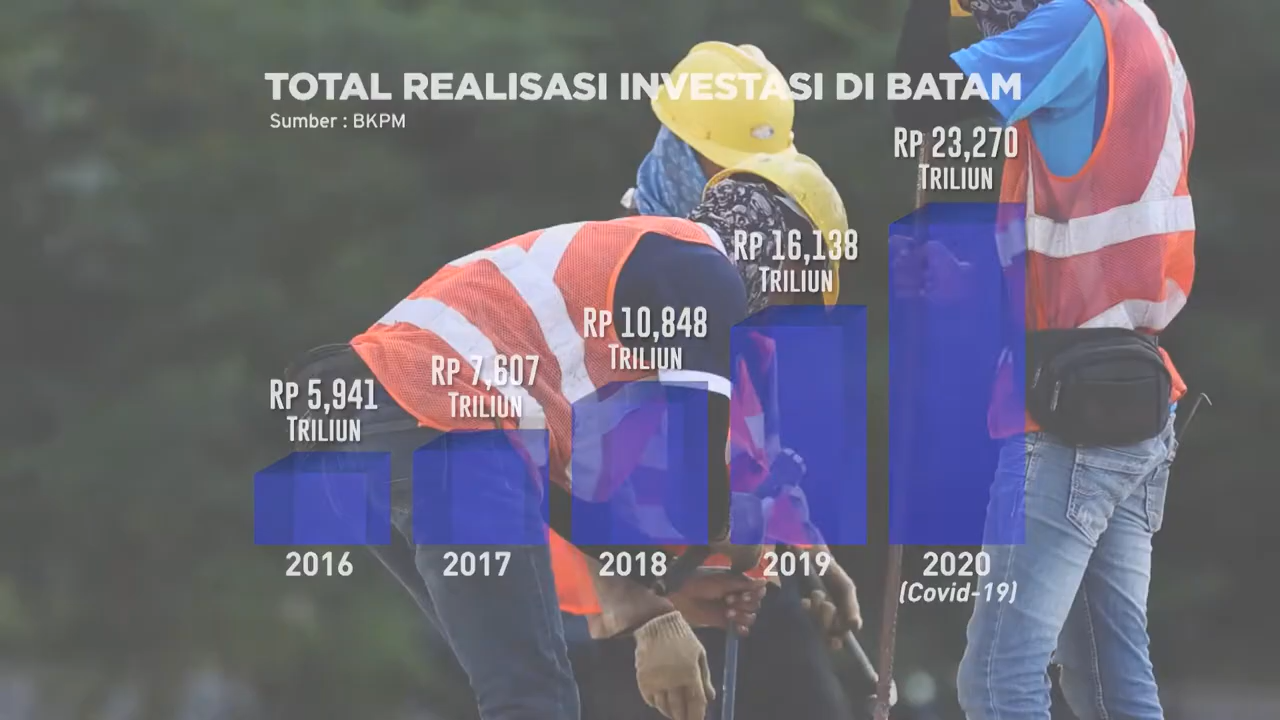 TOTAL REALISASI INVESTASI DI BATAM
Sumber : BKPM
Rp 5,941
Triliun
2016
Rp 7,607
Triliun
2017
Rp 10,848
Triliun
2018
Rp 16,138
Triliun
2019
Rp 23,270
Triliun
2020
(Covid-19)